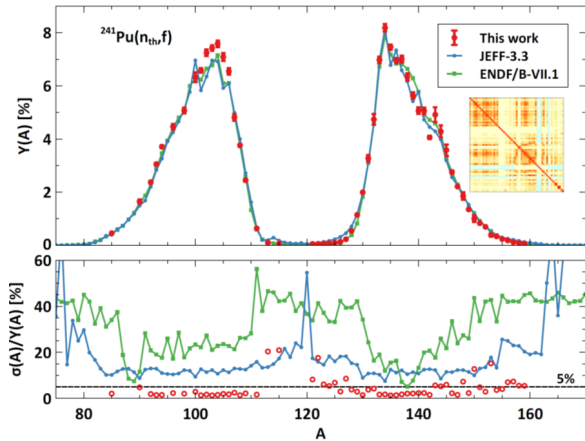 241Pu(nth,f)
This work
JEFF-3.3
ENDF/B-VII.1
Y(A) [%]
8
6
4
2
0
σ(A)/Y(A) [%]
60
40
20
0
5%
80
100
120
140
160
A